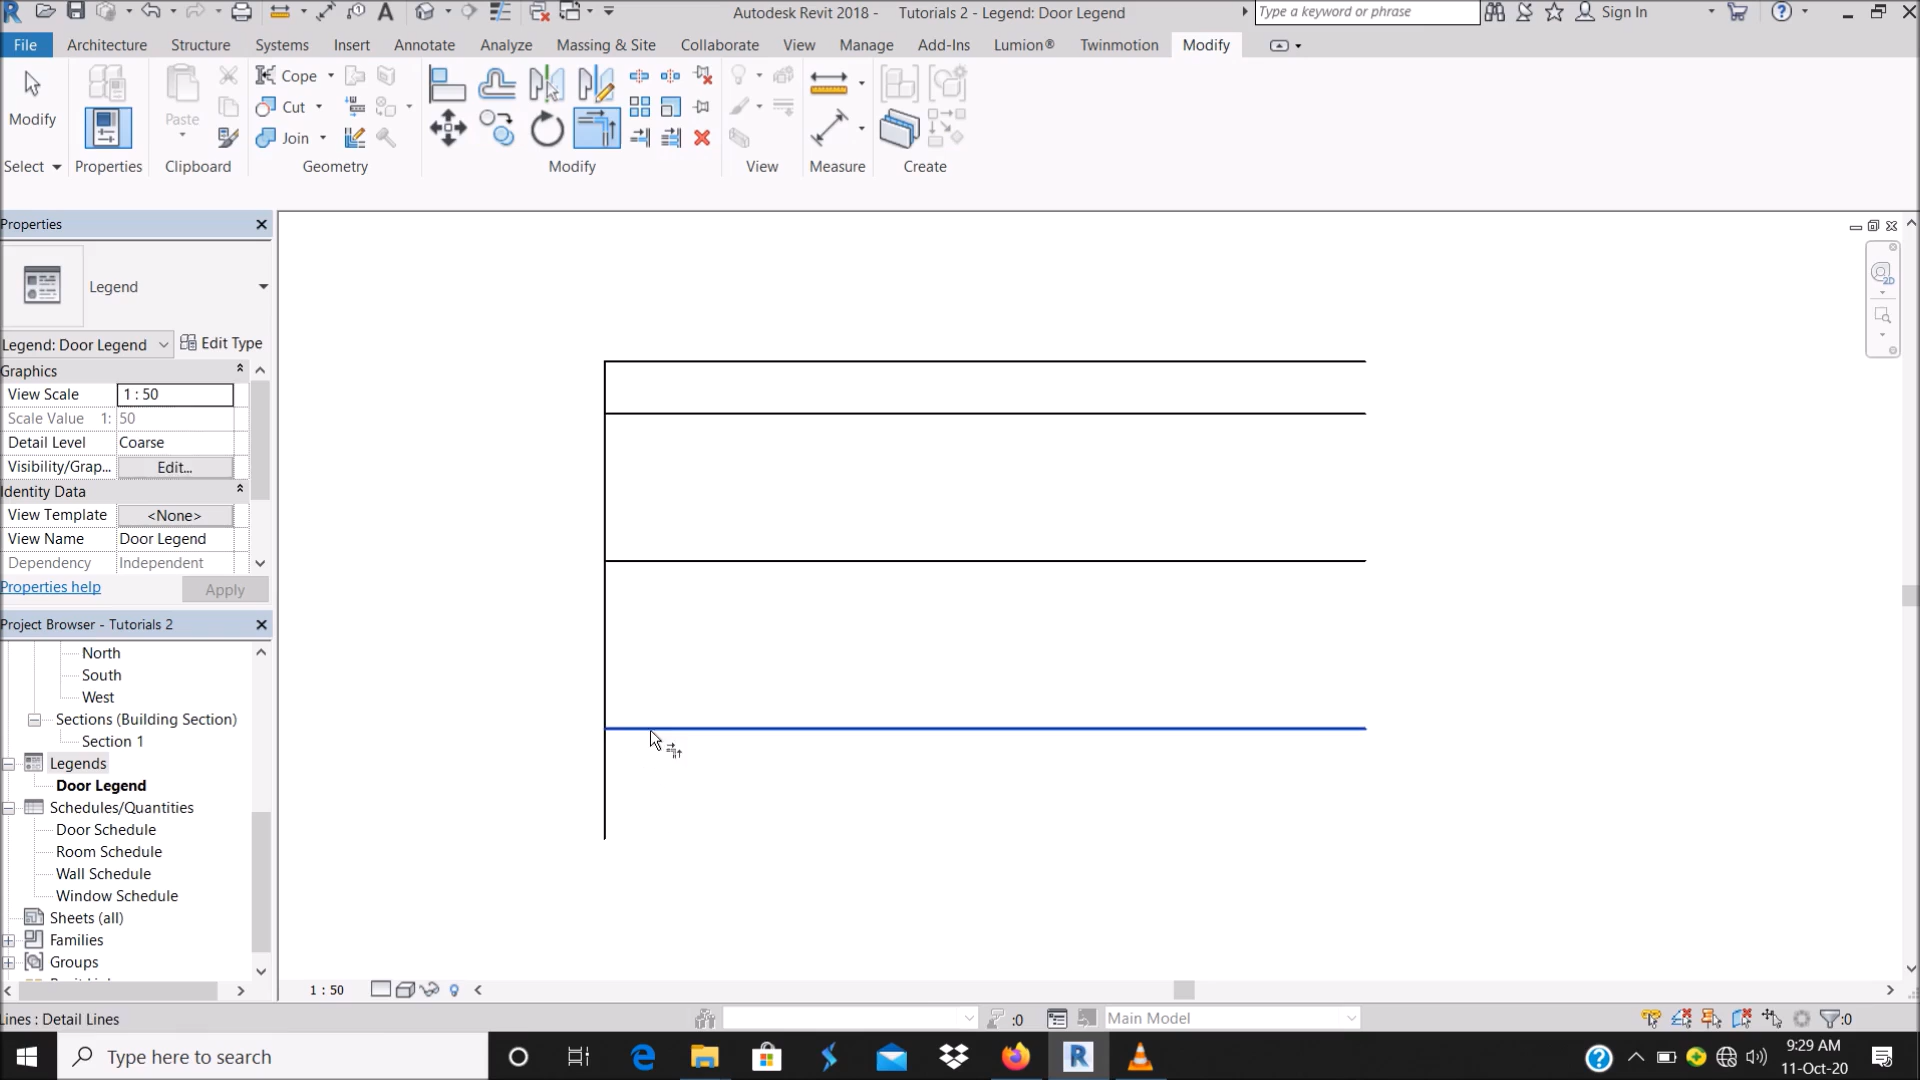 Autodesk Revit 2018 - Tutorials 2 - Legend: Door Legend
Type a keyword or phrase
Sign In
File Architecture Structure Systems Insert Annotate Analyze Massing & Site Collaborate View Manage Add-Ins Lumion® Twinmotion Modify
Modify
Paste
Cope
Cut
Join
Select Properties Clipboard Geometry Modify View Measure Create
Properties
Legend
Legend: Door Legend Edit Type
Graphics
View Scale 1 : 50
Scale Value 1: 50
Detail Level Coarse
Visibility/Grap... Edit...
Identity Data
View Template <None>
View Name Door Legend
Dependency Independent
Properties help Apply
Project Browser - Tutorials 2
North
South
West
Sections (Building Section)
Section 1
Legends
Door Legend
Schedules/Quantities
Door Schedule
Room Schedule
Wall Schedule
Window Schedule
Sheets (all)
Families
Groups
2D
1 : 50
Lines : Detail Lines
:0
Main Model
:0
Type here to search
9:29 AM
11-Oct-20